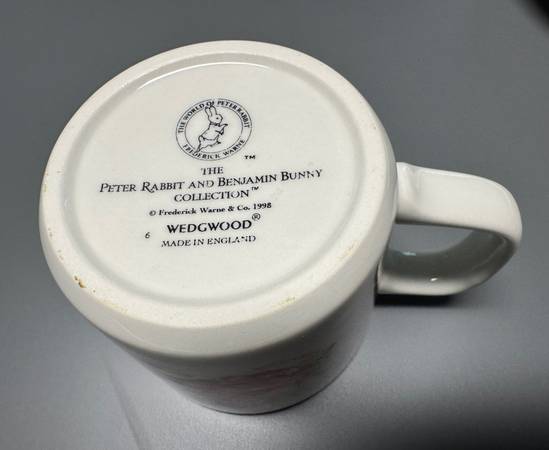 THE WORLD OF PETER RABBIT
FREDERICK WARNE
™
THE
PETER RABBIT AND BENJAMIN BUNNY
COLLECTION™
© Frederick Warne & Co. 1998
6 WEDGWOOD®
MADE IN ENGLAND